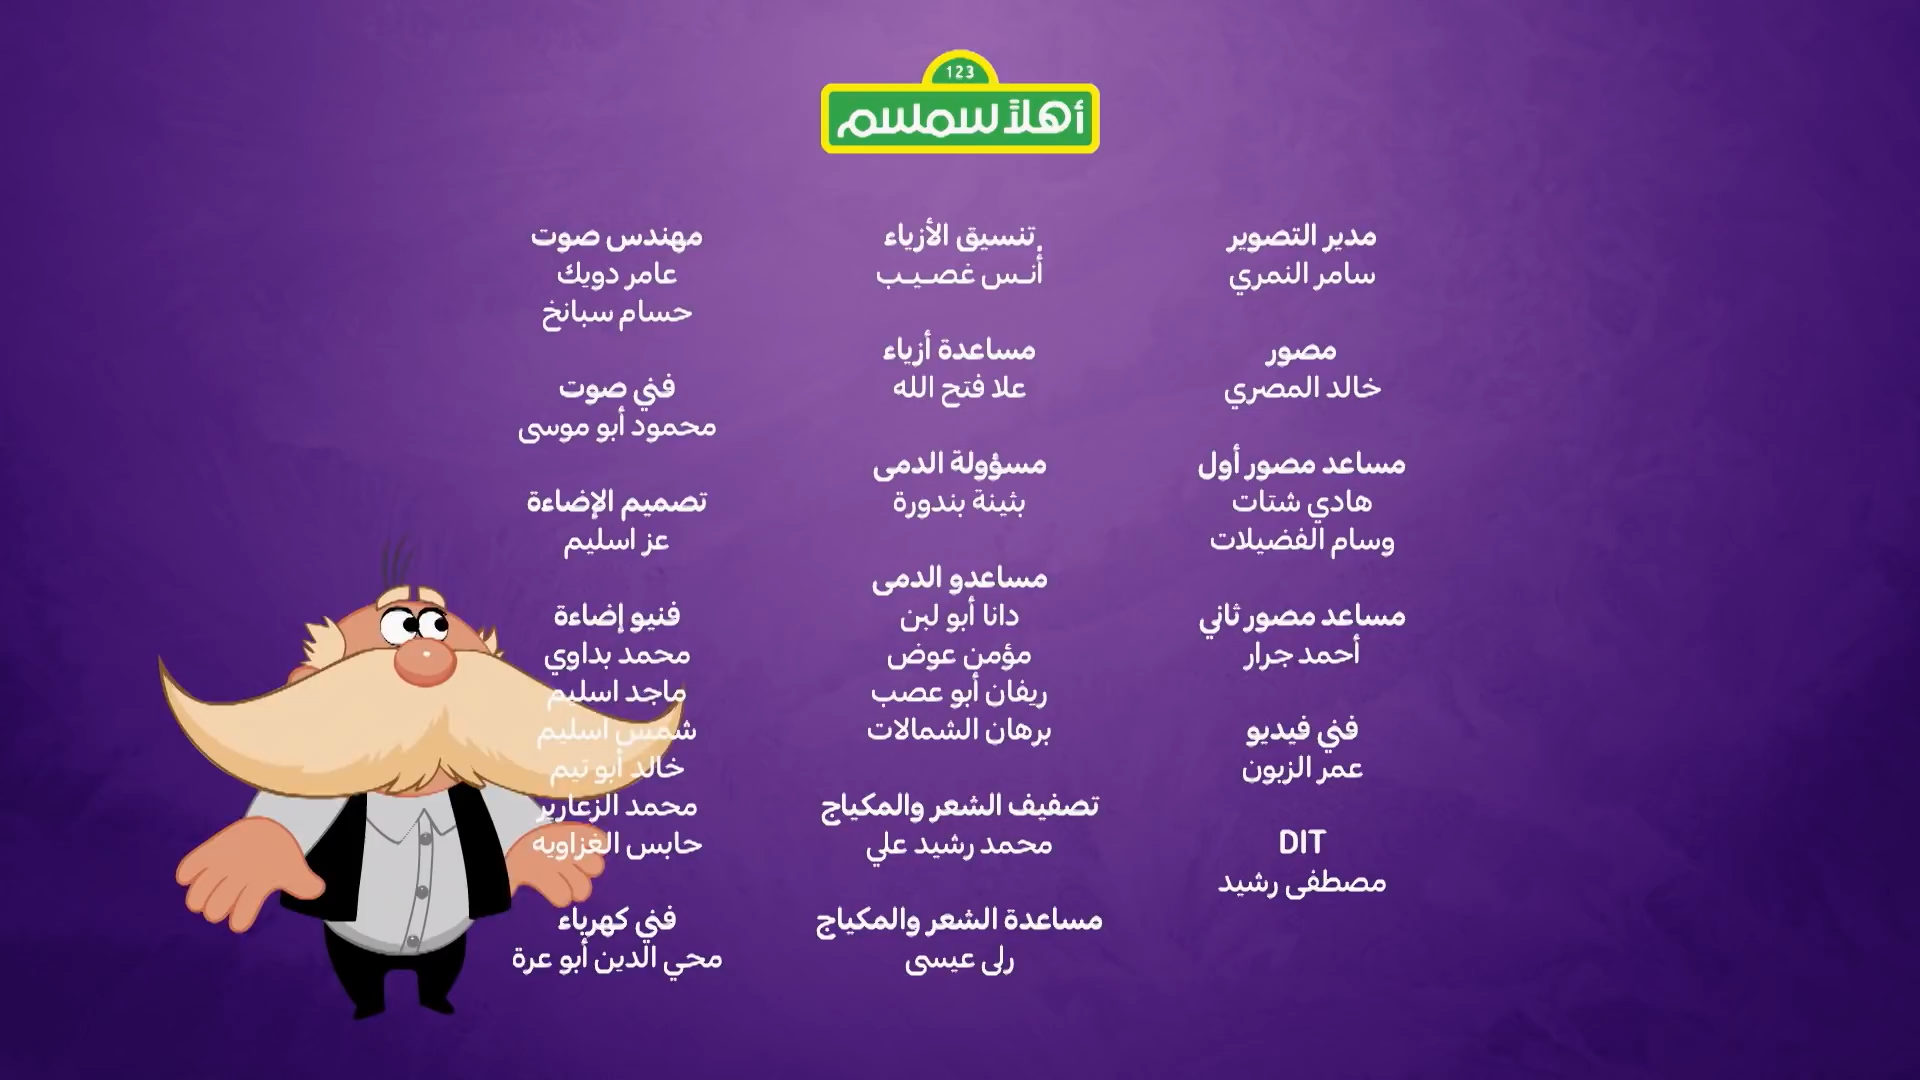 123
أهلاً سمسم
مدير التصوير
سامر النمري
مصور
خالد المصري
مساعد مصور أول
هادي شتات
وسام الفضيلات
مساعد مصور ثاني
أحمد جرار
فني فيديو
عمر الزبون
DIT
مصطفى رشيد
تنسيق الأزياء
أنـس غصـيـب
مساعدة أزياء
علا فتح الله
مسؤولة الدمى
بثينة بندورة
مساعدو الدمى
دانا أبو لبن
مؤمن عوض
ريفان أبو عصب
برهان الشمالات
تصفيف الشعر والمكياج
محمد رشيد علي
مساعدة الشعر والمكياج
رلى عيسى
مهندس صوت
عامر دويك
حسام سبانخ
فني صوت
محمود أبو موسى
تصميم الإضاءة
عز اسليم
فنيو إضاءة
محمد بداوي
ماجد اسليم
شمس اسليم
خالد أبو تيم
محمد الزعارير
حابس الغزاويه
فني كهرباء
محي الدين أبو عرة